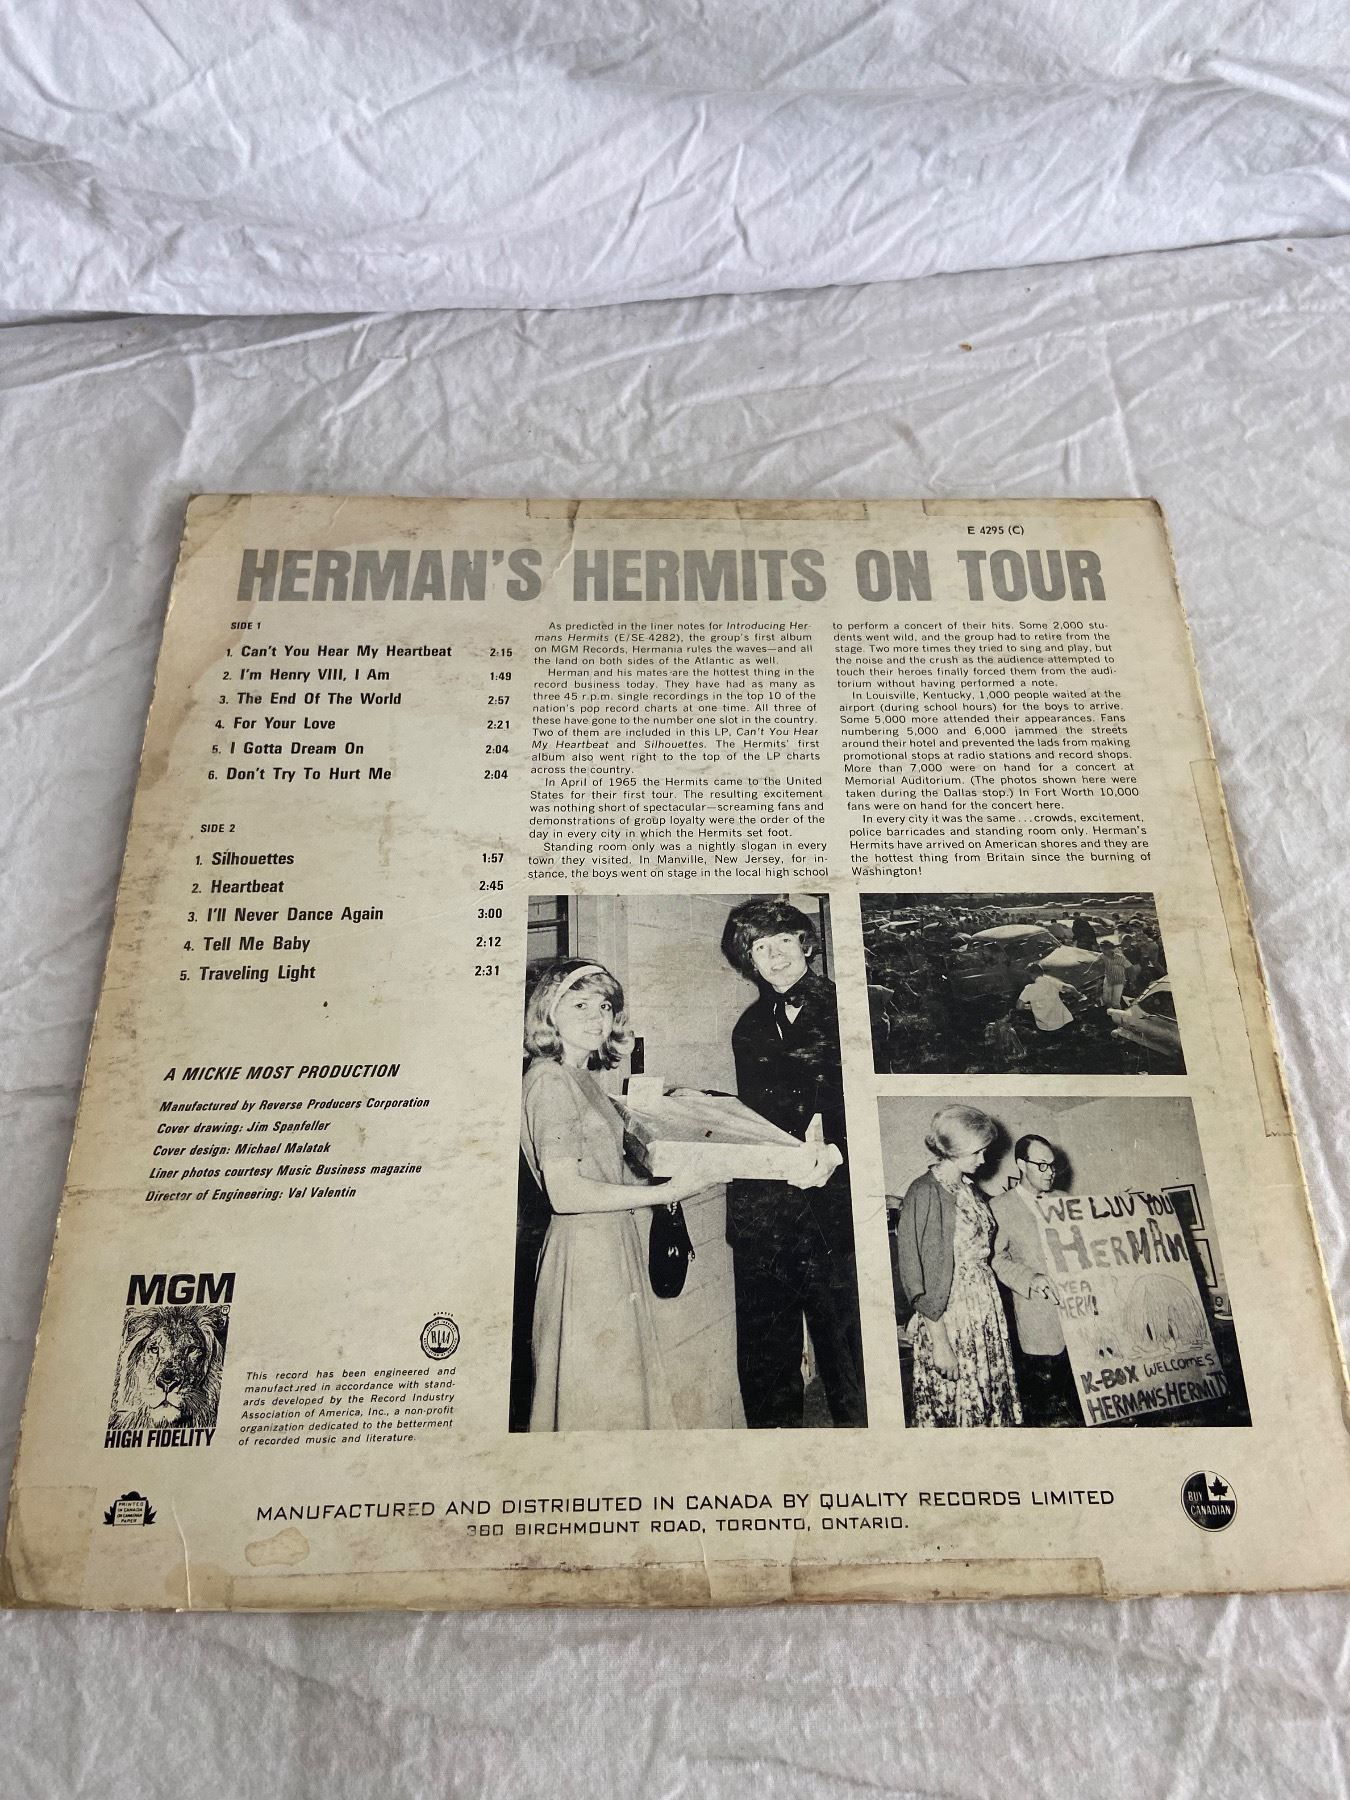 E 4295 (C)
HERMAN'S HERMITS ON TOUR
SIDE 1
1. Can't You Hear My Heartbeat 2:15
2. I'm Henry VIII, I Am 1:49
3. The End Of The World 2:57
4. For Your Love 2:21
5. I Gotta Dream On 2:04
6. Don't Try To Hurt Me 2:04
SIDE 2
1. Silhouettes 1:57
2. Heartbeat 2:45
3. I'll Never Dance Again 3:00
4. Tell Me Baby 2:12
5. Traveling Light 2:31
A MICKIE MOST PRODUCTION
Manufactured by Reverse Producers Corporation
Cover drawing: Jim Spanfeller
Cover design: Michael Malatak
Liner photos courtesy Music Business magazine
Director of Engineering: Val Valentin
As predicted in the liner notes for Introducing Her-
mans Hermits (E/SE-4282), the group's first album
on MGM Records, Hermania rules the waves—and all
the land on both sides of the Atlantic as well.
Herman and his mates are the hottest thing in the
record business today. They have had as many as
three 45 r.p.m. single recordings in the top 10 of the
nation's pop record charts at one time. All three of
these have gone to the number one slot in the country.
Two of them are included in this LP, Can't You Hear
My Heartbeat and Silhouettes. The Hermits' first
album also went right to the top of the LP charts
across the country.
In April of 1965 the Hermits came to the United
States for their first tour. The resulting excitement
was nothing short of spectacular—screaming fans and
demonstrations of group loyalty were the order of the
day in every city in which the Hermits set foot.
Standing room only was a nightly slogan in every
town they visited. In Manville, New Jersey, for in-
stance, the boys went on stage in the local high school
to perform a concert of their hits. Some 2,000 stu-
dents went wild, and the group had to retire from the
stage. Two more times they tried to sing and play, but
the noise and the crush as the audience attempted to
touch their heroes finally forced them from the audi-
torium without having performed a note.
In Louisville, Kentucky, 1,000 people waited at the
airport (during school hours) for the boys to arrive.
Some 5,000 more attended their appearances. Fans
numbering 5,000 and 6,000 jammed the streets
around their hotel and prevented the lads from making
promotional stops at radio stations and record shops.
More than 7,000 were on hand for a concert at
Memorial Auditorium. (The photos shown here were
taken during the Dallas stop.) In Fort Worth 10,000
fans were on hand for the concert here.
In every city it was the same...crowds, excitement,
police barricades and standing room only. Herman's
Hermits have arrived on American shores and they are
the hottest thing from Britain since the burning of
Washington!
WE LUV YOU
HERMAN
YEA
HERM!
K-BOX WELCOMES
HERMANS HERMITS
MGM
HIGH FIDELITY
RIAA
This record has been engineered and
manufactured in accordance with stand-
ards developed by the Record Industry
Association of America, Inc., a non-profit
organization dedicated to the betterment
of recorded music and literature.
PRINTED
IN CANADA
ON CANADIAN
PAPER
MANUFACTURED AND DISTRIBUTED IN CANADA BY QUALITY RECORDS LIMITED
380 BIRCHMOUNT ROAD, TORONTO, ONTARIO.
BUY
CANADIAN